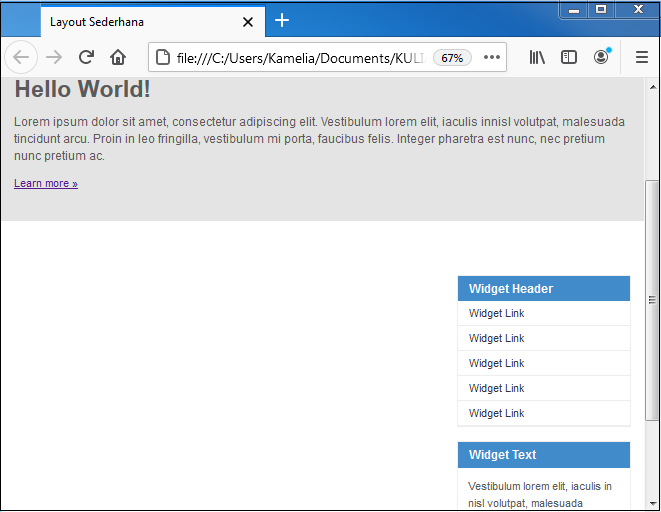 Layout Sederhana
file:///C:/Users/Kamelia/Documents/KULI
67%
Hello World!
Lorem ipsum dolor sit amet, consectetur adipiscing elit. Vestibulum lorem elit, iaculis innisl volutpat, malesuada
tincidunt arcu. Proin in leo fringilla, vestibulum mi porta, faucibus felis. Integer pharetra est nunc, nec pretium
nunc pretium ac.
Learn more »
Widget Header
Widget Link
Widget Link
Widget Link
Widget Link
Widget Link
Widget Text
Vestibulum lorem elit, iaculis in
nisl volutpat, malesuada